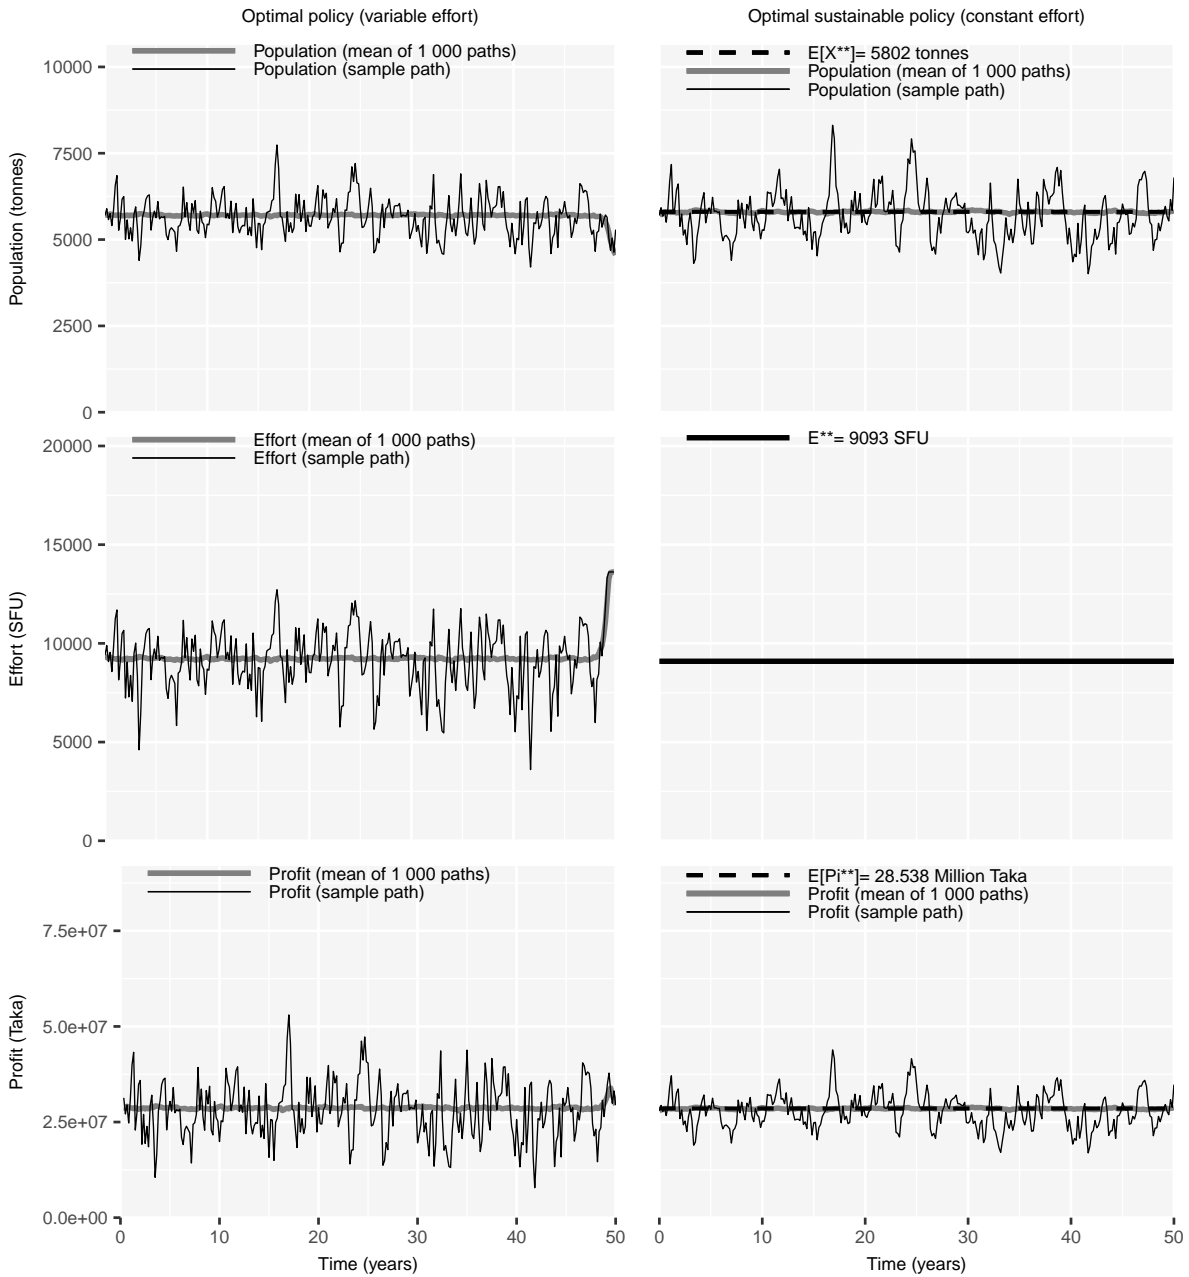 Optimal policy (variable effort)
Optimal sustainable policy (constant effort)
Population (mean of 1 000 paths)
Population (sample path)
E[X**]= 5802 tonnes
Population (mean of 1 000 paths)
Population (sample path)
Population (tonnes)
10000
7500
5000
2500
0
Effort (mean of 1 000 paths)
Effort (sample path)
E**= 9093 SFU
Effort (SFU)
20000
15000
10000
5000
0
Profit (mean of 1 000 paths)
Profit (sample path)
E[Pi**]= 28.538 Million Taka
Profit (mean of 1 000 paths)
Profit (sample path)
Profit (Taka)
7.5e+07
5.0e+07
2.5e+07
0.0e+00
0 10 20 30 40 50
0 10 20 30 40 50
Time (years)
Time (years)